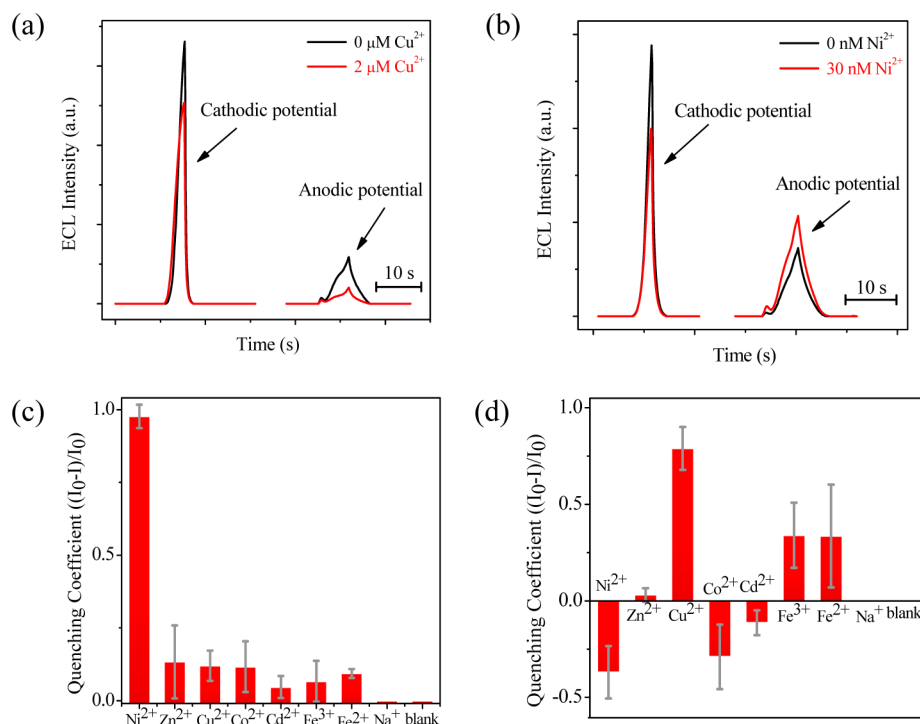 (a)
0 μM Cu²⁺
2 μM Cu²⁺
Cathodic potential
Anodic potential
10 s
ECL Intensity (a.u.)
Time (s)
(b)
0 nM Ni²⁺
30 nM Ni²⁺
Cathodic potential
Anodic potential
10 s
ECL Intensity (a.u.)
Time (s)
(c)
1.0
0.5
0.0
Quenching Coefficient ((I₀-I)/I₀)
Ni²⁺ Zn²⁺ Cu²⁺ Co²⁺ Cd²⁺ Fe³⁺ Fe²⁺ Na⁺ blank
(d)
1.0
0.5
0.0
-0.5
Quenching Coefficient ((I₀-I)/I₀)
Ni²⁺ Zn²⁺ Cu²⁺ Co²⁺ Cd²⁺ Fe³⁺ Fe²⁺ Na⁺ blank